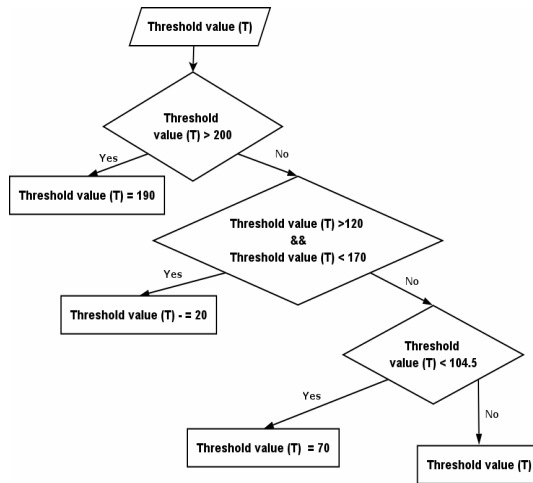 Threshold value (T)
Threshold
value (T) > 200
Yes
No
Threshold value (T) = 190
Threshold value (T) >120
&&
Threshold value (T) < 170
Yes
No
Threshold value (T) - = 20
Threshold
value (T) < 104.5
Yes
No
Threshold value (T) = 70
Threshold value (T)